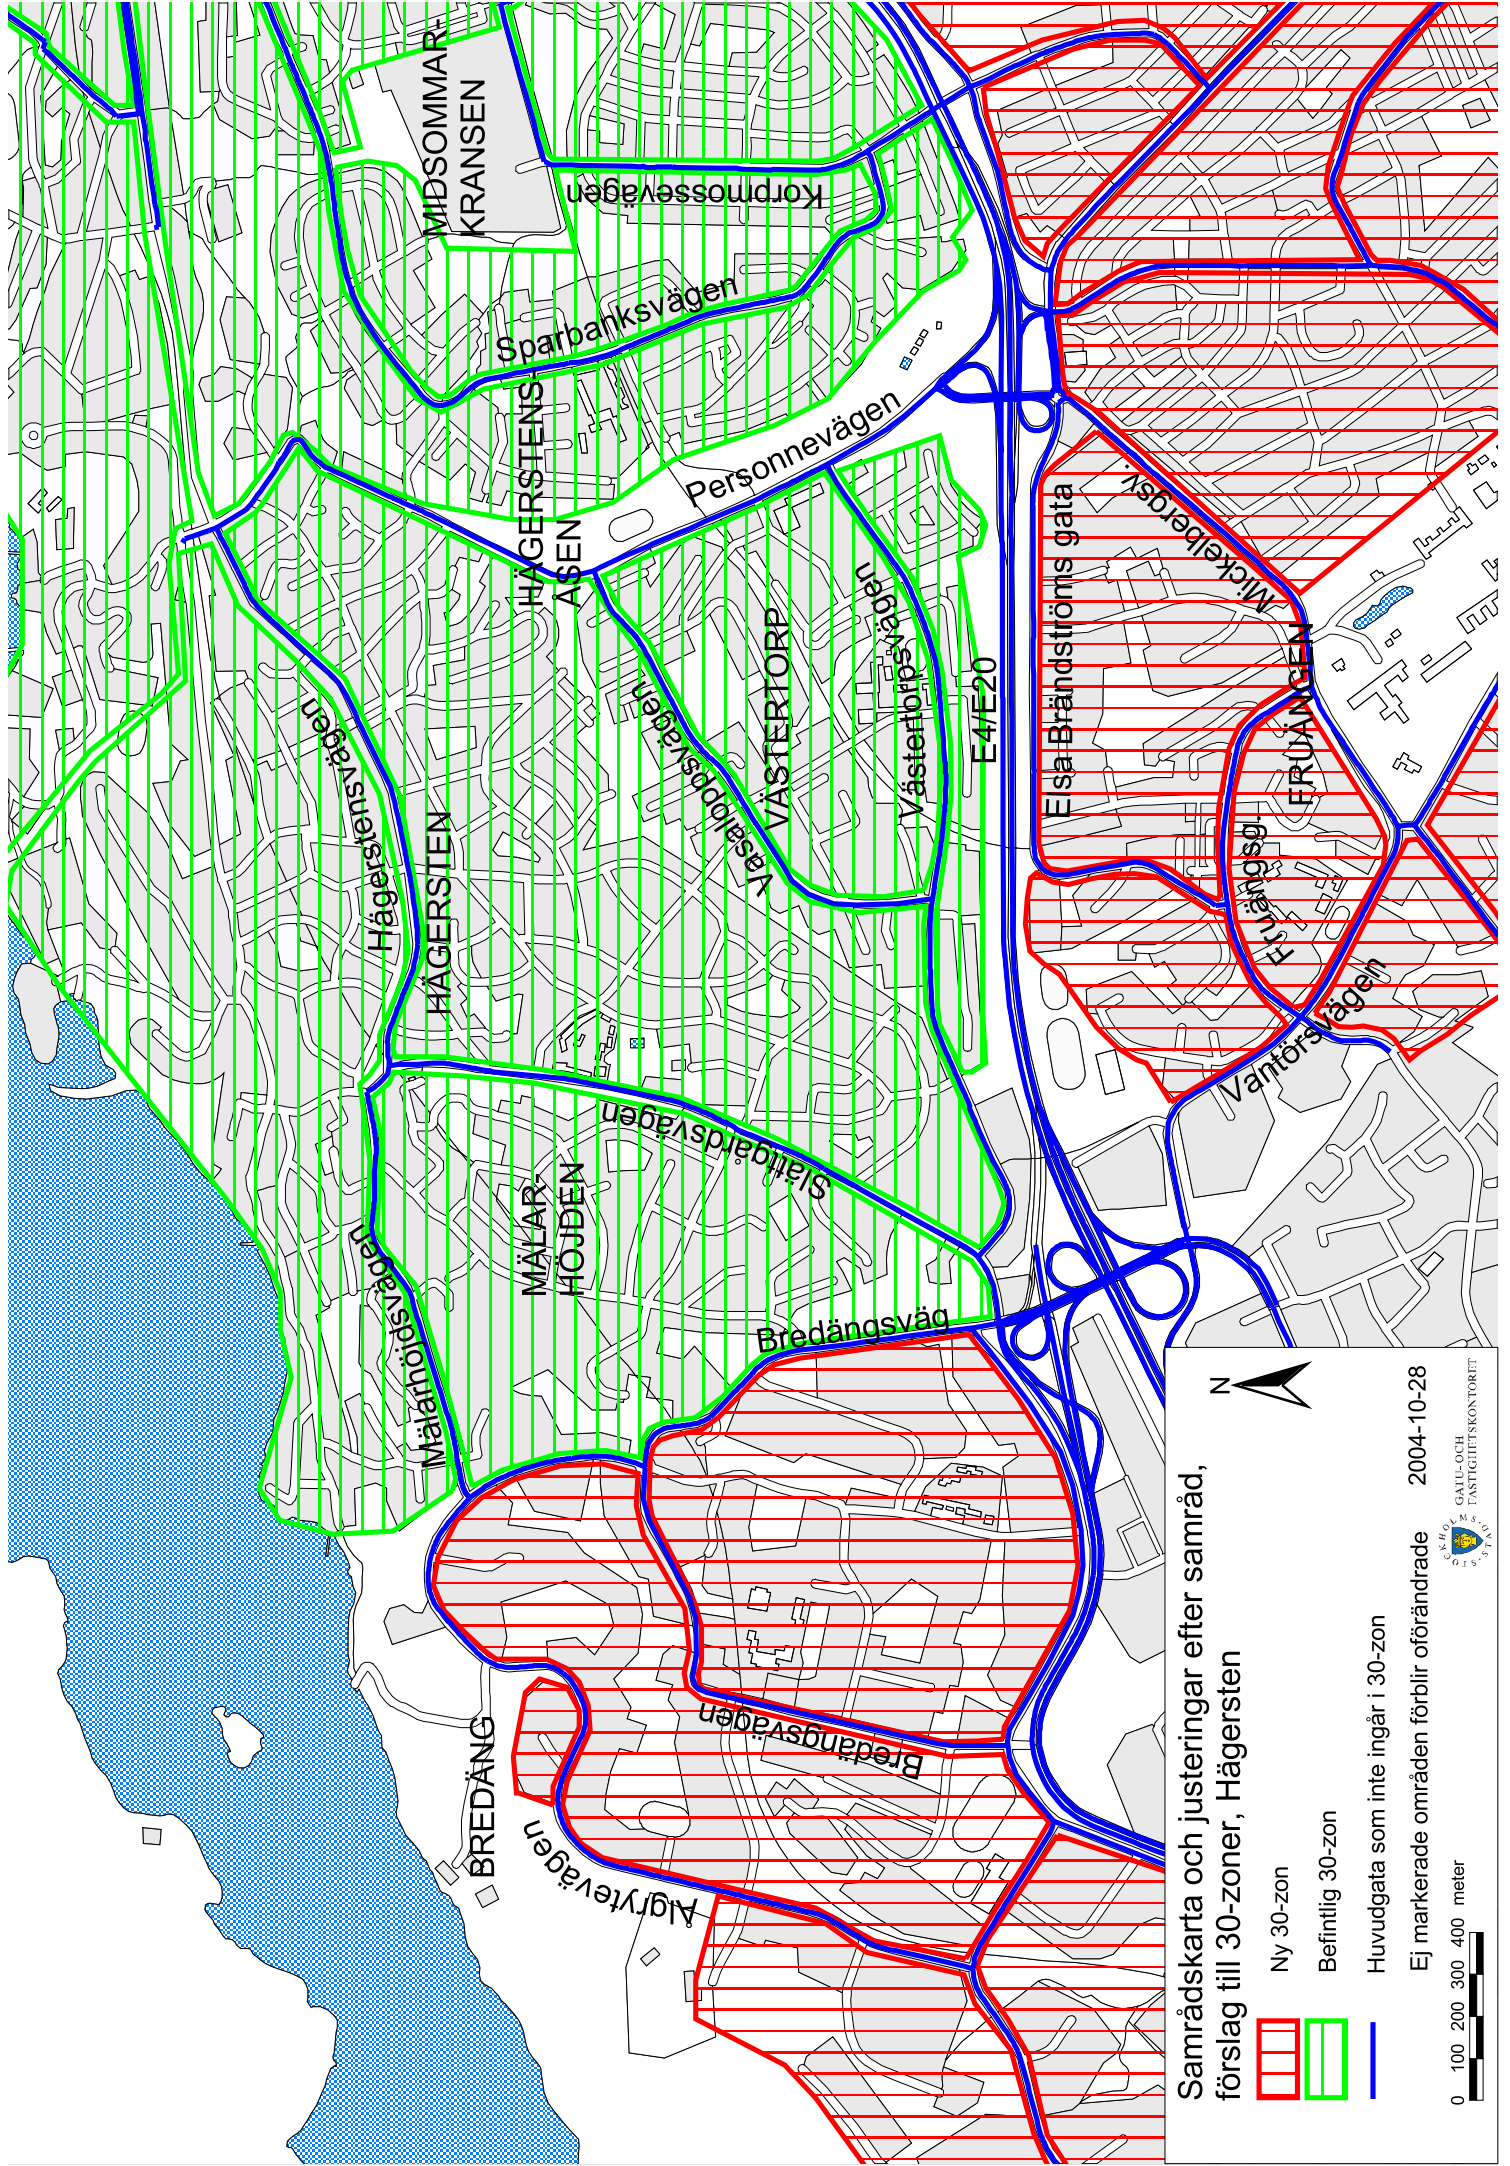 MIDSOMMAR-
KRANSEN
Korpmossevägen
Sparbanksvägen
HÄGERSTENS-
ÅSEN
Personnevägen
Hägerstensvägen
HÄGERSTEN
Vasaloppsvägen
VÄSTERTORP
Västertorpsvägen
Västertorpsvägen
E4/E20
Elsa Brändströms gata
Mickelbergsv.
FRUÄNGEN
Fruängsg.
Vantörsvägen
Slättgårdsvägen
MÄLAR-
HÖJDEN
Mälarhöjdsvägen
Bredängsväg
BREDÄNG
Bredängsvägen
Ålgrytevägen
N
Samrådskarta och justeringar efter samråd,
förslag till 30-zoner, Hägersten
Ny 30-zon
Befintlig 30-zon
Huvudgata som inte ingår i 30-zon
Ej markerade områden förblir oförändrade
2004-10-28
0 100 200 300 400 meter
STOCKHOLMS STAD
GATU- OCH
FASTIGHETSKONTORET